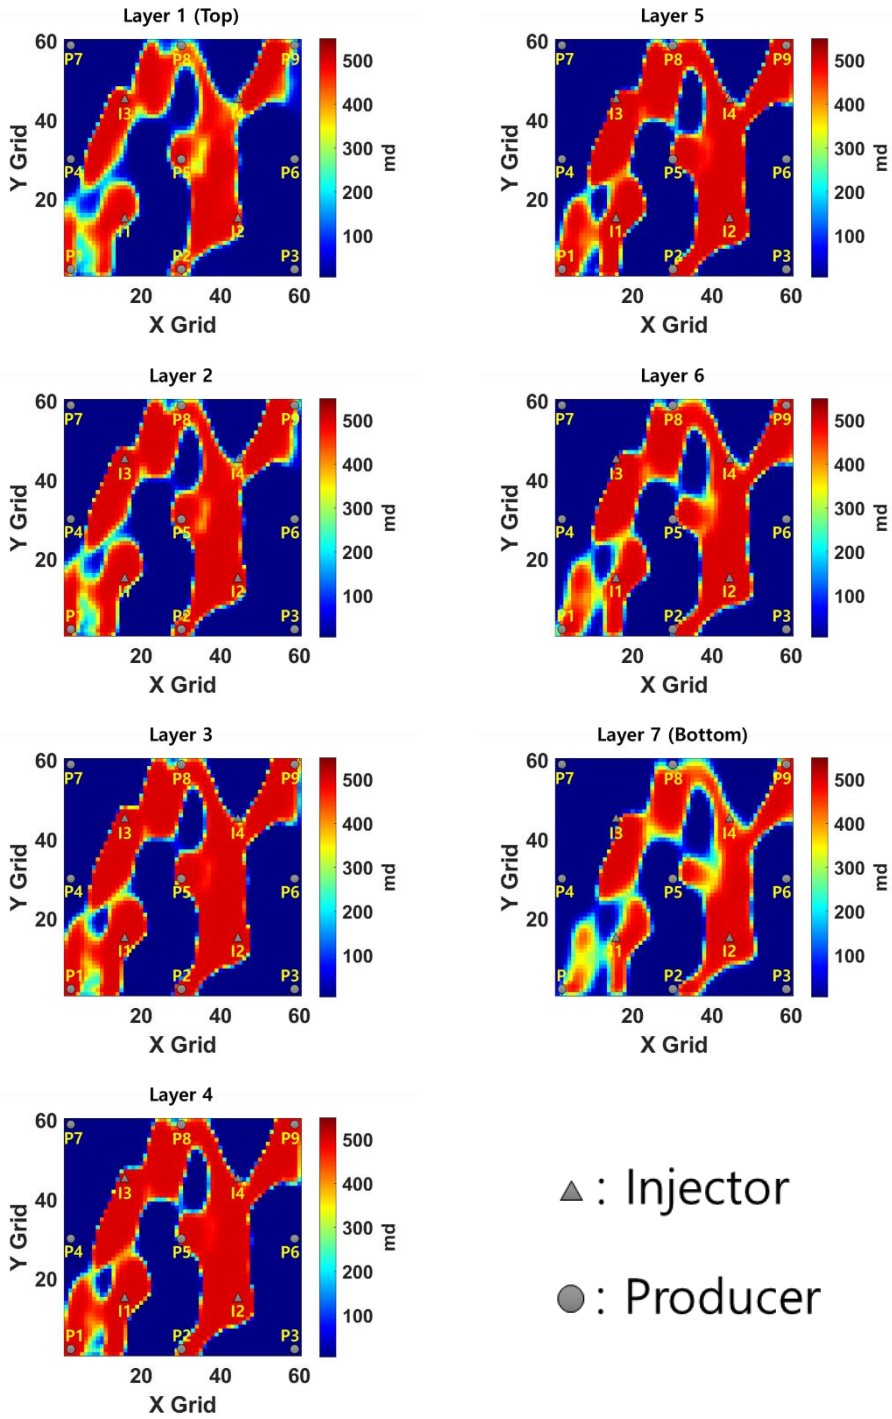 Layer 1 (Top)
60
P7 P8 P9
500
I3
400
40
300
P4 P5 P6
200
20
I1 I2
100
P1 P2 P3
20 40 60
X Grid
Y Grid
md
Layer 2
60
P7 P8 P9
500
I3 I4
400
40
300
P4 P5 P6
200
20
I1 I2
100
P1 P2 P3
20 40 60
X Grid
Y Grid
md
Layer 3
60
P7 P8 P9
500
I3 I4
400
40
300
P4 P5 P6
200
20
I1 I2
100
P1 P2 P3
20 40 60
X Grid
Y Grid
md
Layer 4
60
P7 P8 P9
500
I3 I4
400
40
300
P4 P5 P6
200
20
I1 I2
100
P1 P2 P3
20 40 60
X Grid
Y Grid
md
Layer 5
60
P7 P8 P9
500
I3 I4
400
40
300
P4 P5 P6
200
20
I1 I2
100
P1 P2 P3
20 40 60
X Grid
Y Grid
md
Layer 6
60
P7 P8 P9
500
I3 I4
400
40
300
P4 P5 P6
200
20
I1 I2
100
P1 P2 P3
20 40 60
X Grid
Y Grid
md
Layer 7 (Bottom)
60
P7 P8 P9
500
I3 I4
400
40
300
P4 P5 P6
200
20
I1 I2
100
P2 P3
20 40 60
X Grid
Y Grid
md
: Injector
: Producer